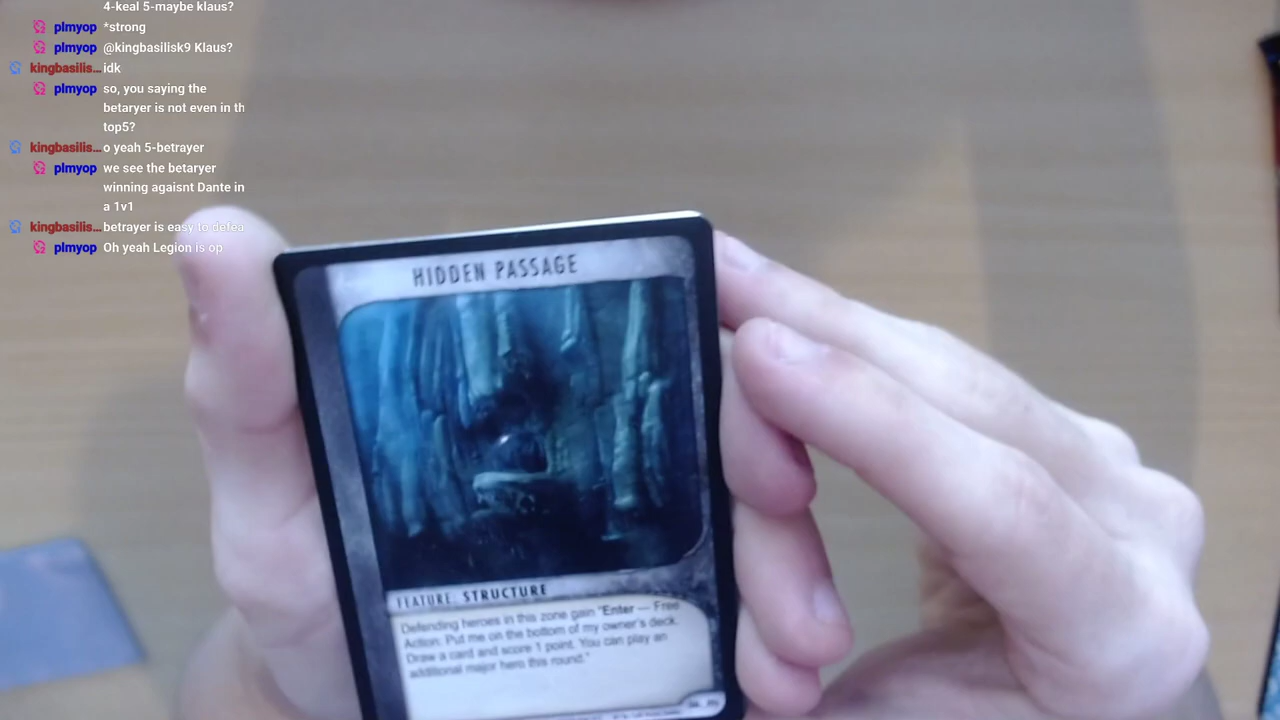 4-keal 5-maybe klaus?
plmyop *strong
plmyop @kingbasilisk9 Klaus?
kingbasilis... idk
plmyop so, you saying the
betaryer is not even in th
top5?
kingbasilis... o yeah 5-betrayer
plmyop we see the betaryer
winning agaisnt Dante in
a 1v1
kingbasilis... betrayer is easy to defea
plmyop Oh yeah Legion is op
HIDDEN PASSAGE
FEATURE: STRUCTURE
Defending heroes in this zone gain "Enter — Free
Action: Put me on the bottom of my owner's deck.
Draw a card and score 1 point. You can play an
additional major hero this round."